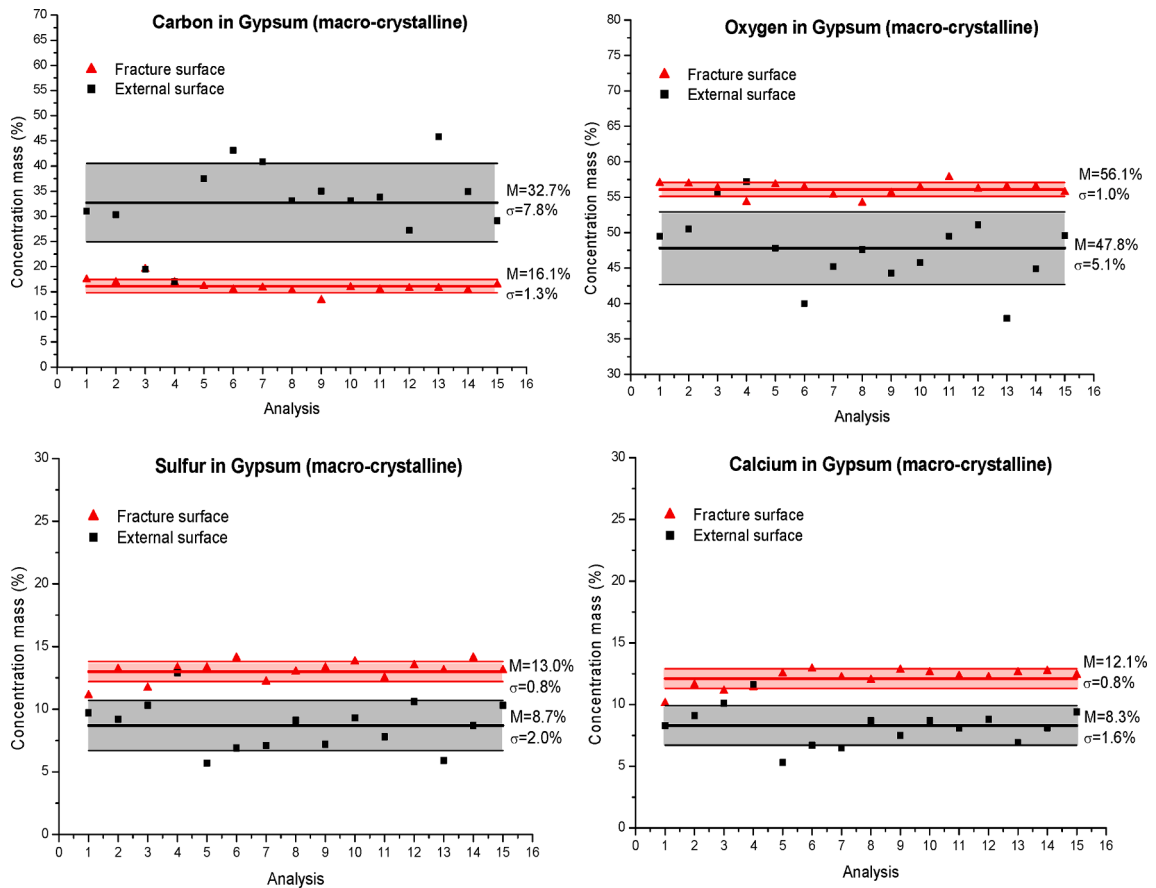 Carbon in Gypsum (macro-crystalline)
Fracture surface
External surface
Concentration mass (%)
70
65
60
55
50
45
40
35
30
25
20
15
10
5
0
M=32.7%
σ=7.8%
M=16.1%
σ=1.3%
0 1 2 3 4 5 6 7 8 9 10 11 12 13 14 15 16
Analysis
Oxygen in Gypsum (macro-crystalline)
Fracture surface
External surface
Concentration mass (%)
80
75
70
65
60
55
50
45
40
35
30
M=56.1%
σ=1.0%
M=47.8%
σ=5.1%
0 1 2 3 4 5 6 7 8 9 10 11 12 13 14 15 16
Analysis
Sulfur in Gypsum (macro-crystalline)
Fracture surface
External surface
Concentration mass (%)
30
25
20
15
10
5
0
M=13.0%
σ=0.8%
M=8.7%
σ=2.0%
0 1 2 3 4 5 6 7 8 9 10 11 12 13 14 15 16
Analysis
Calcium in Gypsum (macro-crystalline)
Fracture surface
External surface
Concentration mass (%)
30
25
20
15
10
5
0
M=12.1%
σ=0.8%
M=8.3%
σ=1.6%
0 1 2 3 4 5 6 7 8 9 10 11 12 13 14 15 16
Analysis